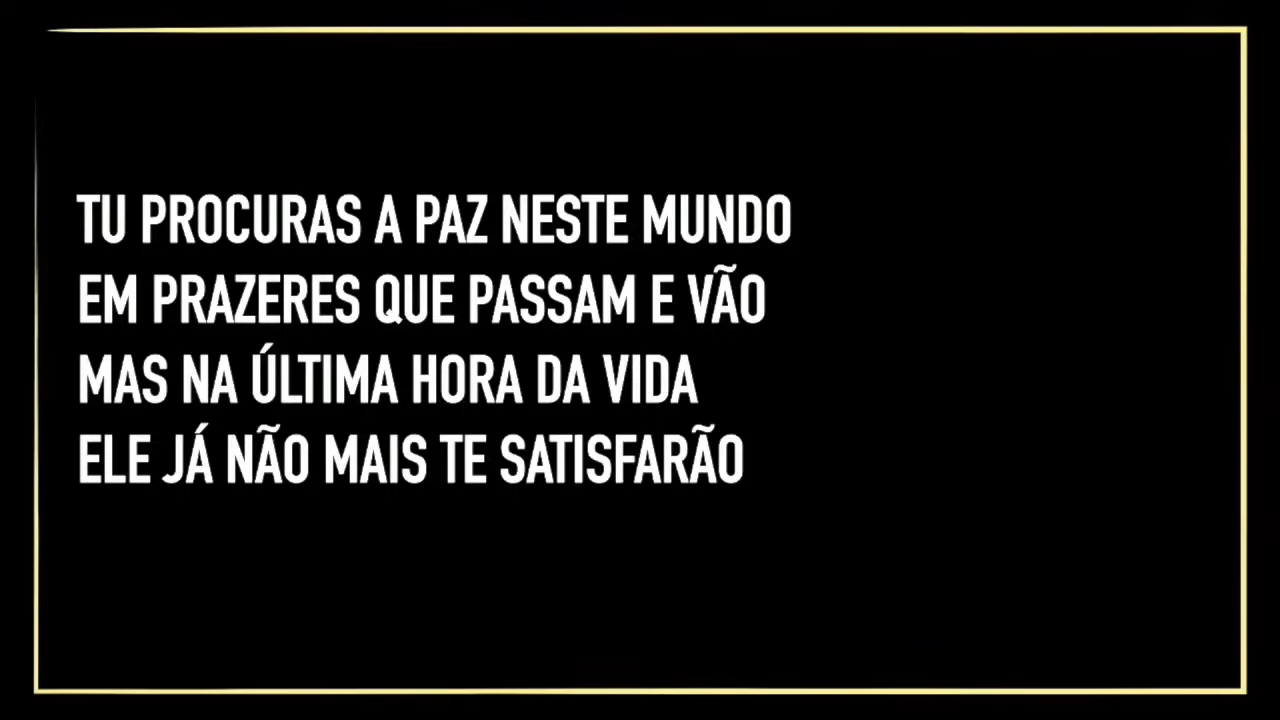 TU PROCURAS A PAZ NESTE MUNDO
EM PRAZERES QUE PASSAM E VÃO
MAS NA ÚLTIMA HORA DA VIDA
ELE JÁ NÃO MAIS TE SATISFARÃO